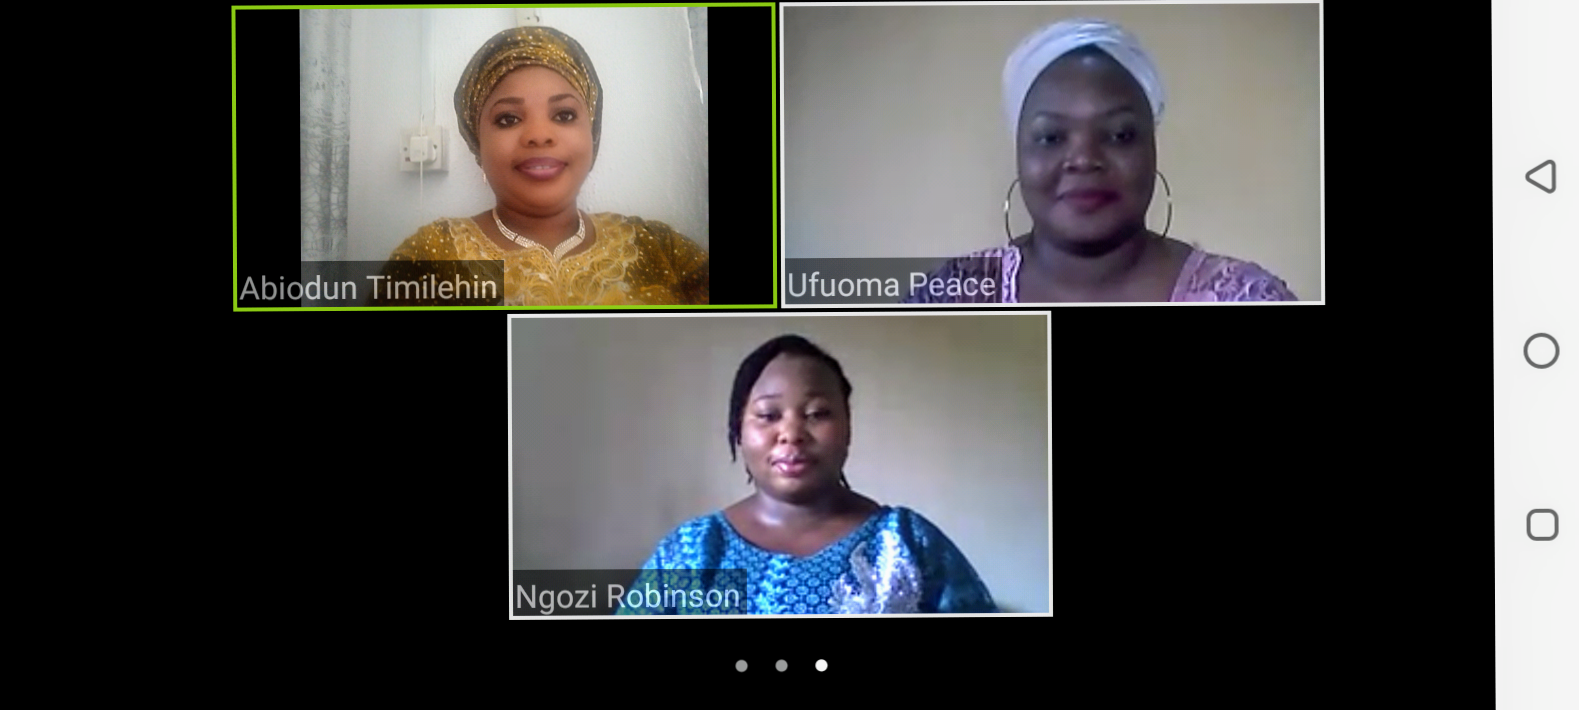 Abiodun Timilehin
Ufuoma Peace
Ngozi Robinson